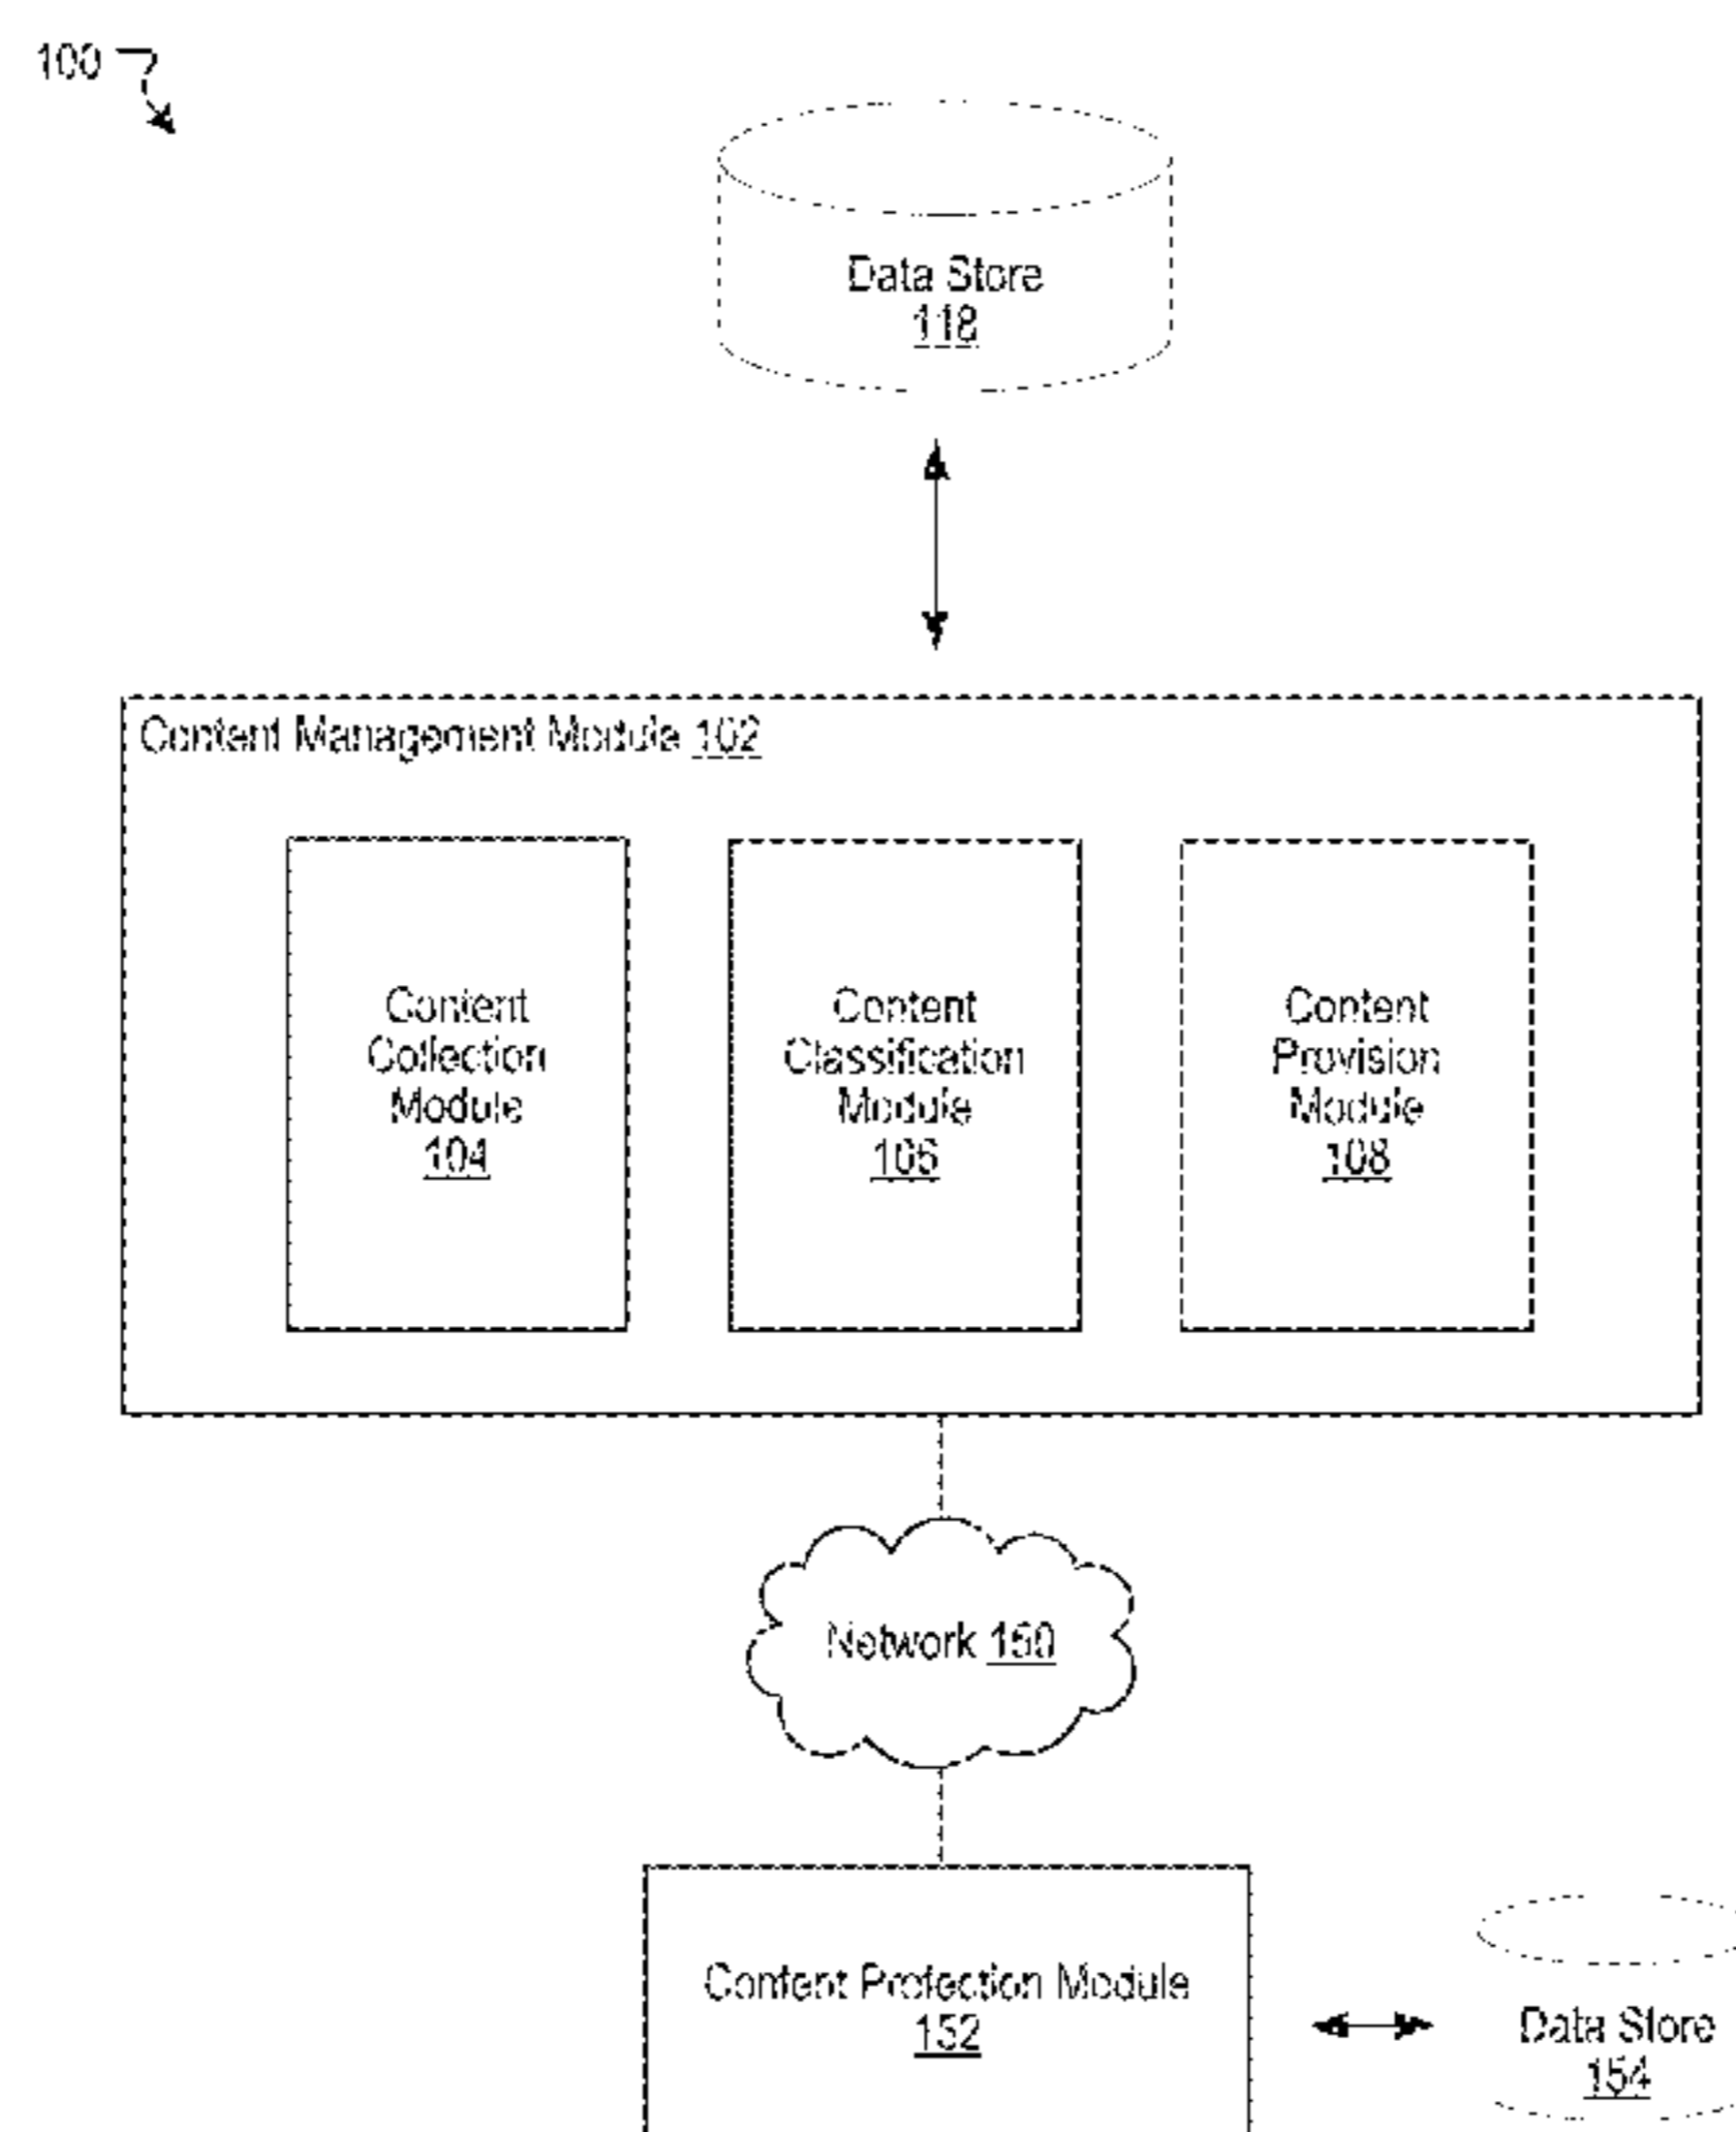 100
Data Store
118
Content Management Module 102
Content
Collection
Module
104
Content
Classification
Module
106
Content
Provision
Module
108
Network 150
Content Protection Module
152
Data Store
154